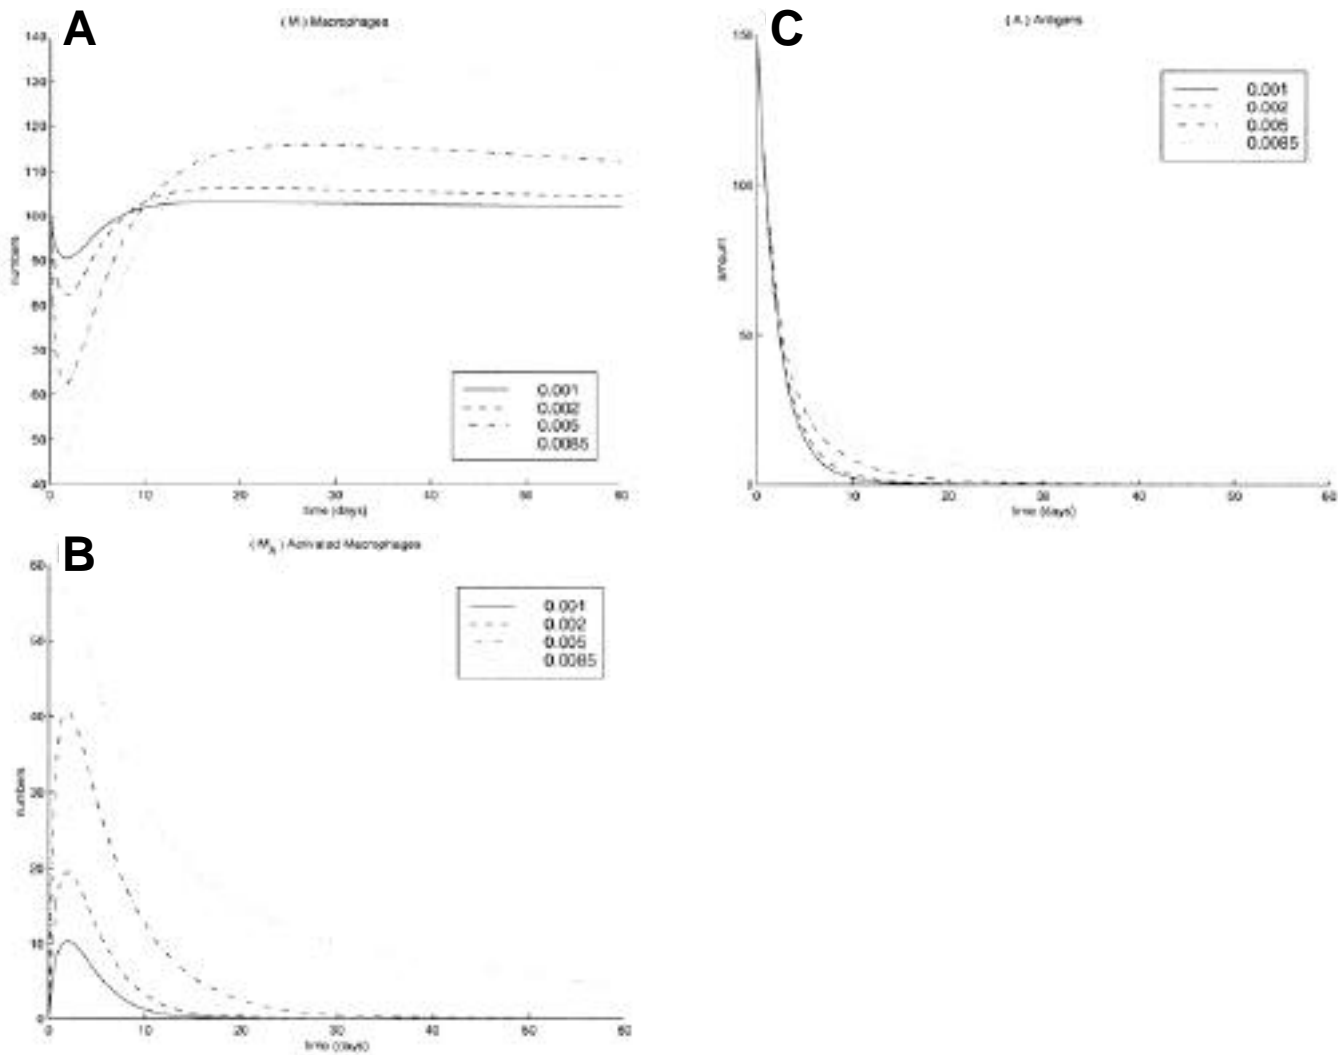 A
( M ) Macrophages
140
130
120
110
100
90
80
70
60
50
40
numbers
0.001
0.002
0.005
0.0085
0 10 20 30 40 50 60
time (days)
C
( A ) Antigens
150
100
50
0
amount
0.001
0.002
0.005
0.0085
0 10 20 30 40 50 60
time (days)
B
( MA ) Activated Macrophages
60
50
40
30
20
10
0
numbers
0.001
0.002
0.005
0.0085
0 10 20 30 40 50 60
time (days)